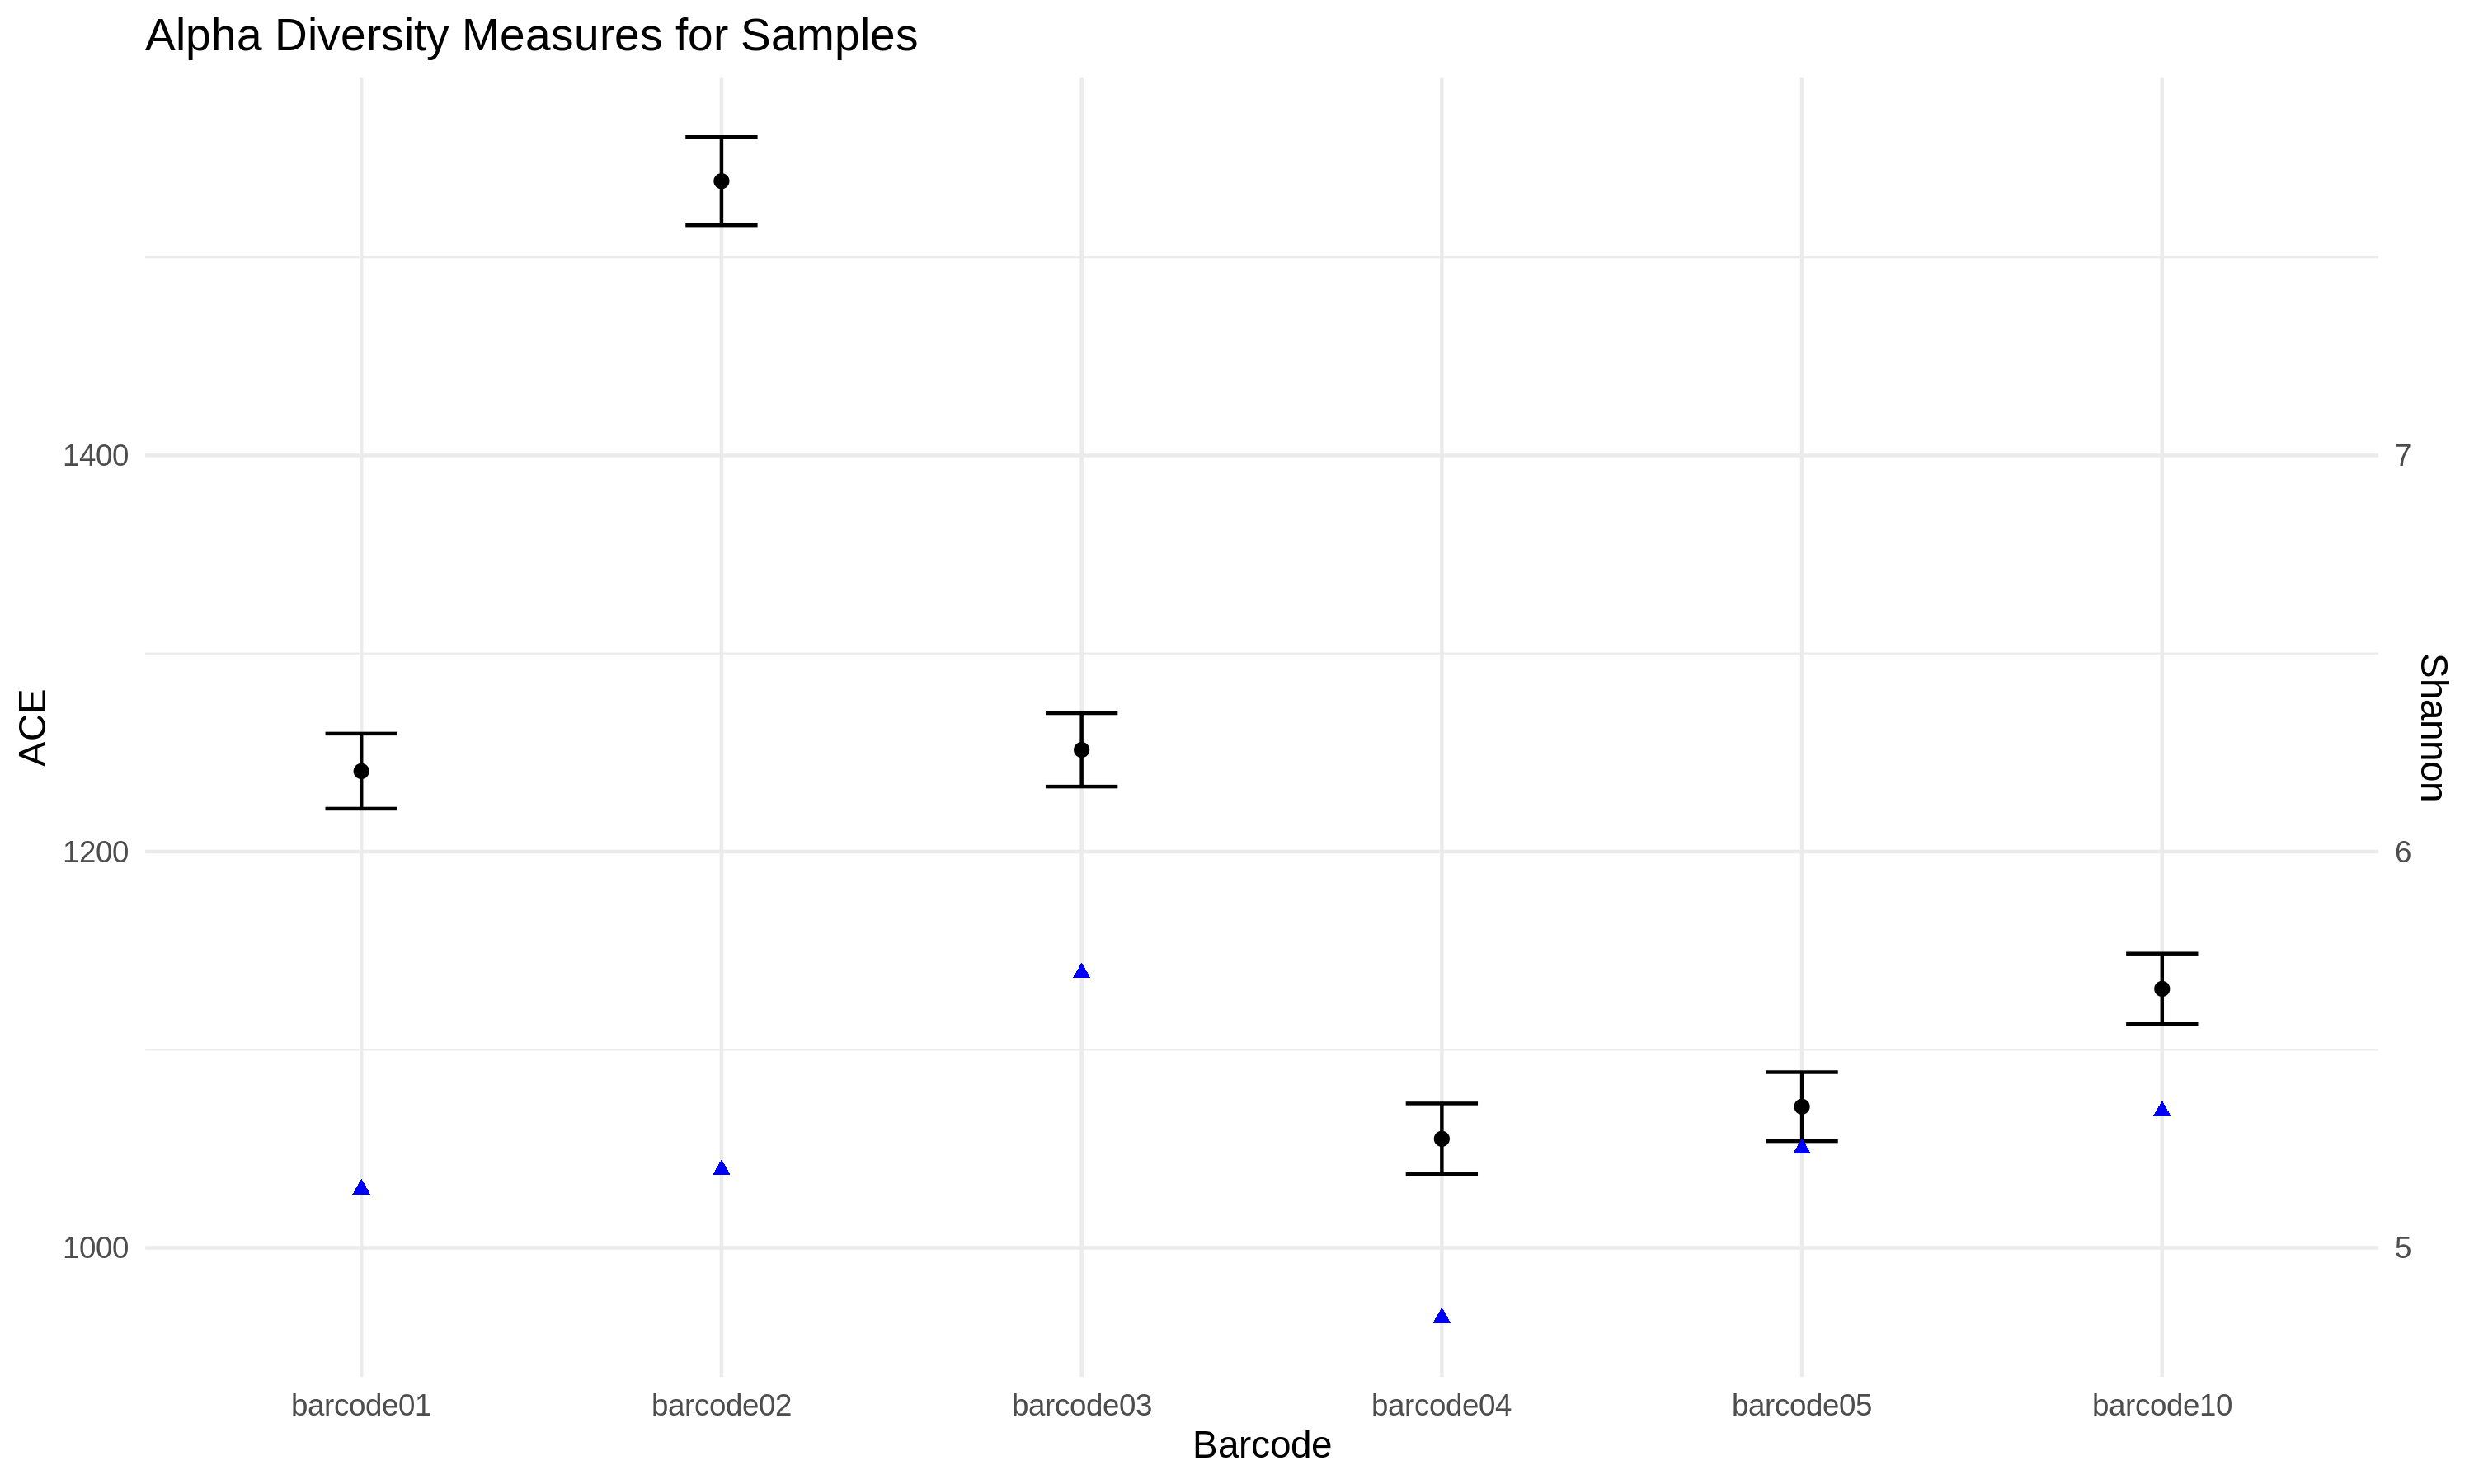 Alpha Diversity Measures for Samples
1400
1200
1000
ACE
7
6
5
Shannon
barcode01
barcode02
barcode03
barcode04
barcode05
barcode10
Barcode